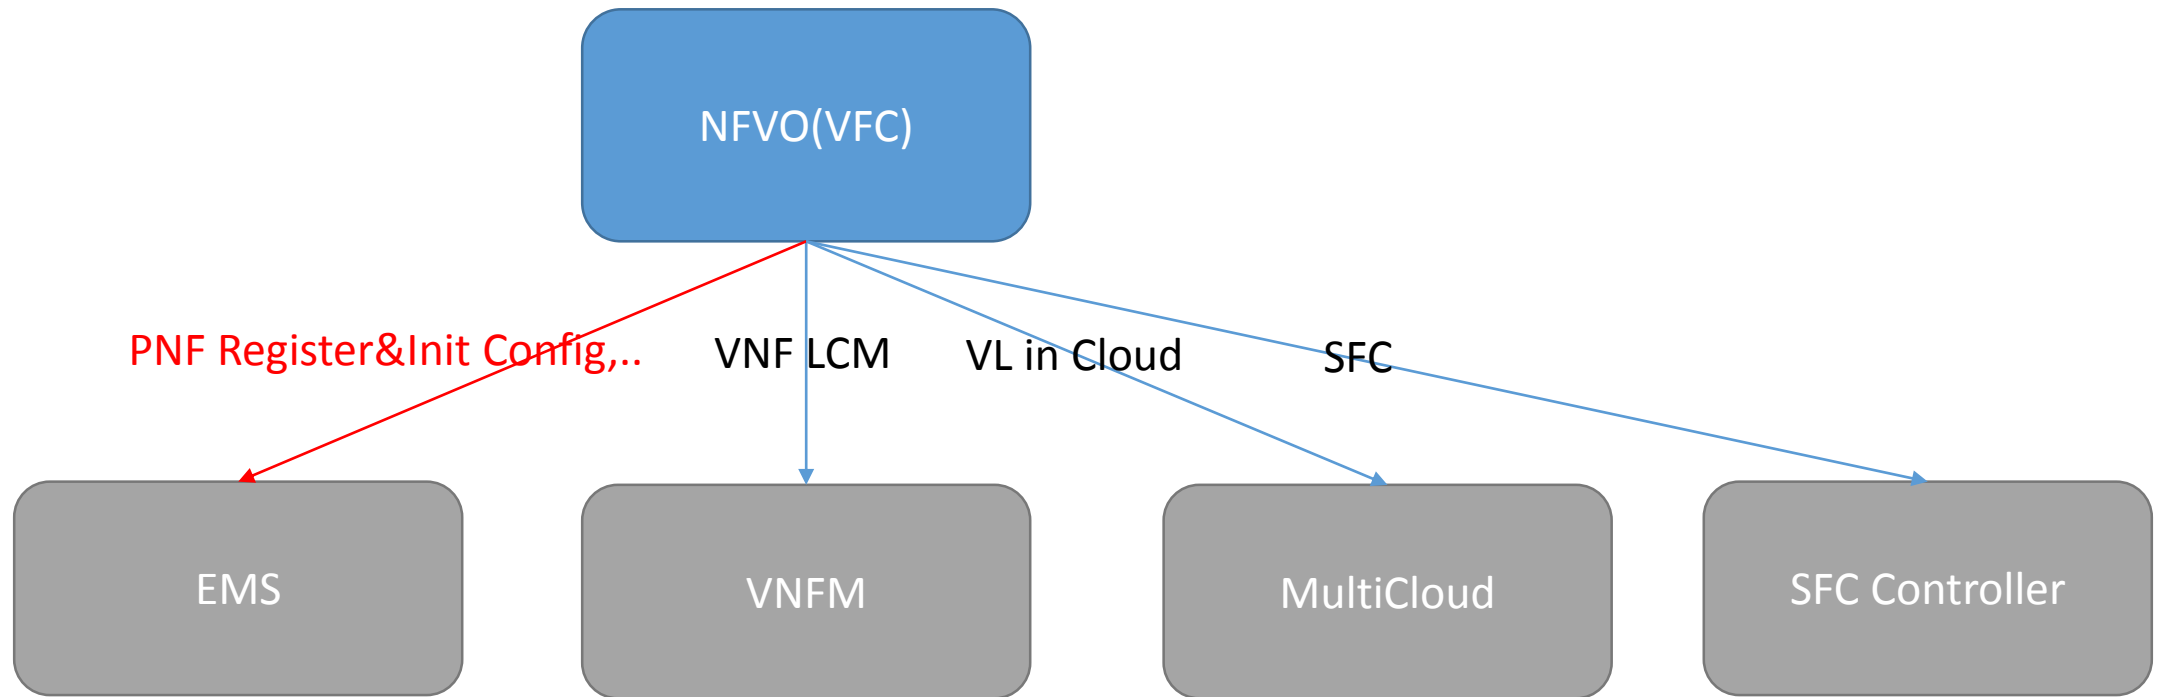 NFVO(VFC)
PNF Register&Init Config,..
VNF LCM
VL in Cloud
SFC
EMS
VNFM
MultiCloud
SFC Controller